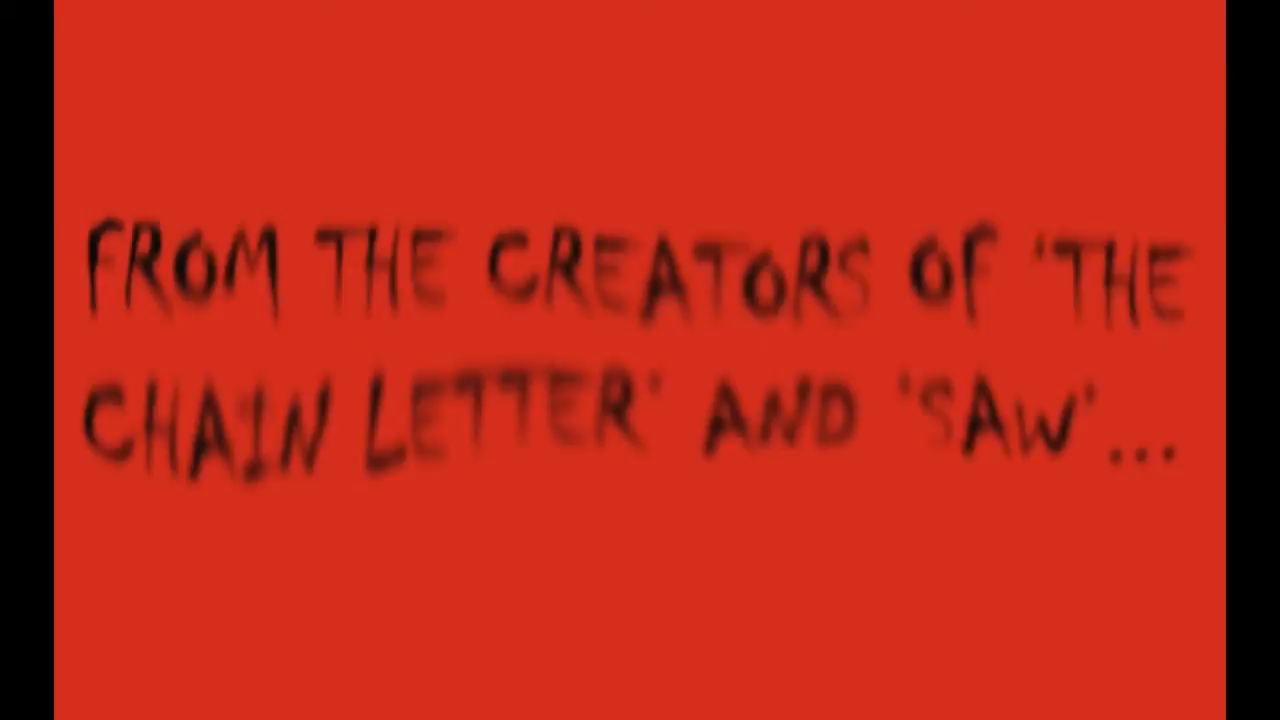 FROM THE CREATORS OF 'THE
CHAIN LETTER' AND 'SAW'...